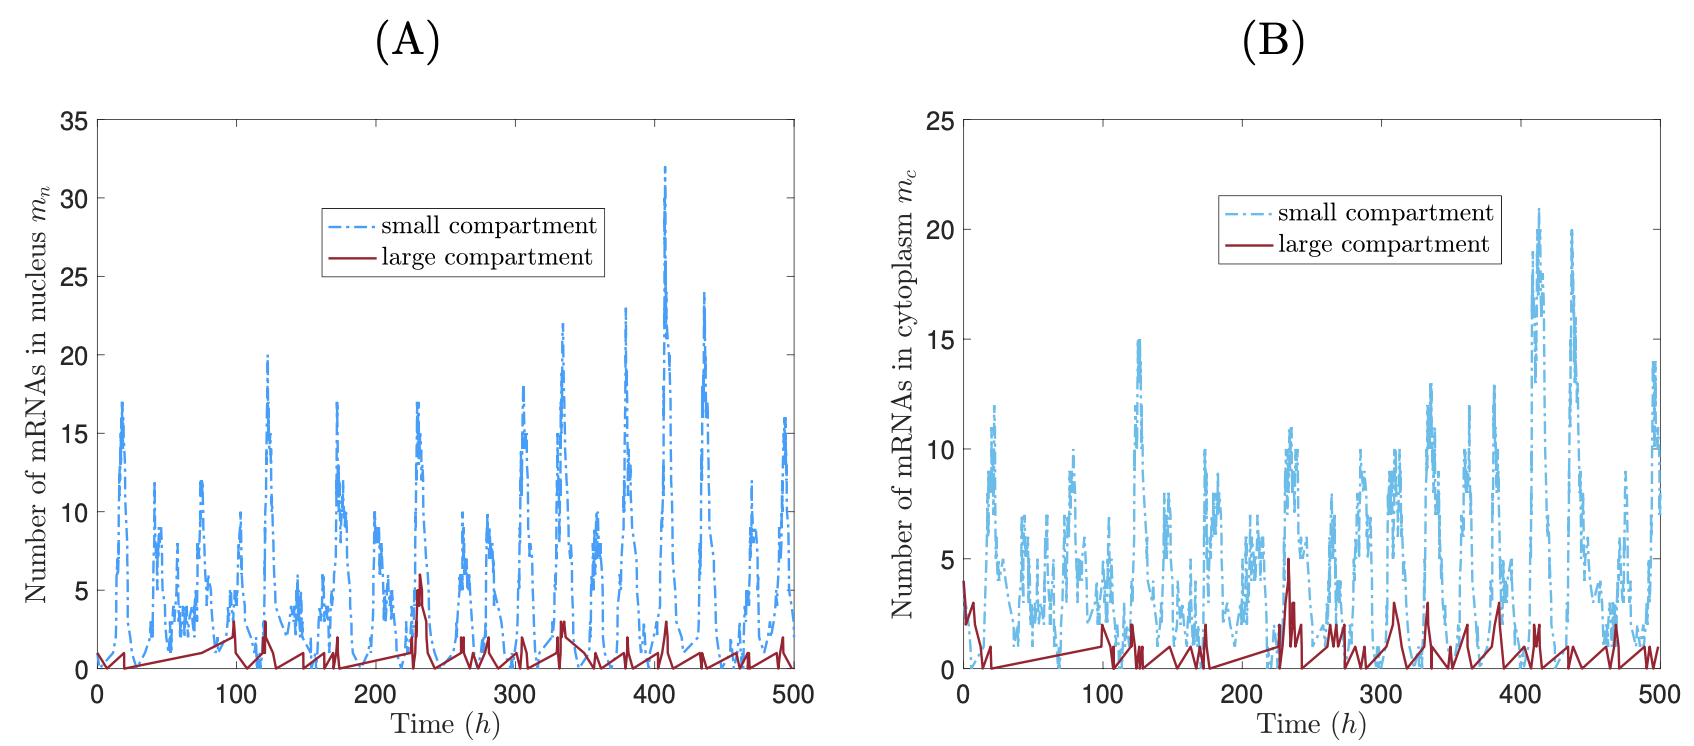 (A)
35
30
25
20
15
10
5
0
0 100 200 300 400 500
Number of mRNAs in nucleus mₙ
Time (h)
small compartment
large compartment
(B)
25
20
15
10
5
0
0 100 200 300 400 500
Number of mRNAs in cytoplasm m_c
Time (h)
small compartment
large compartment